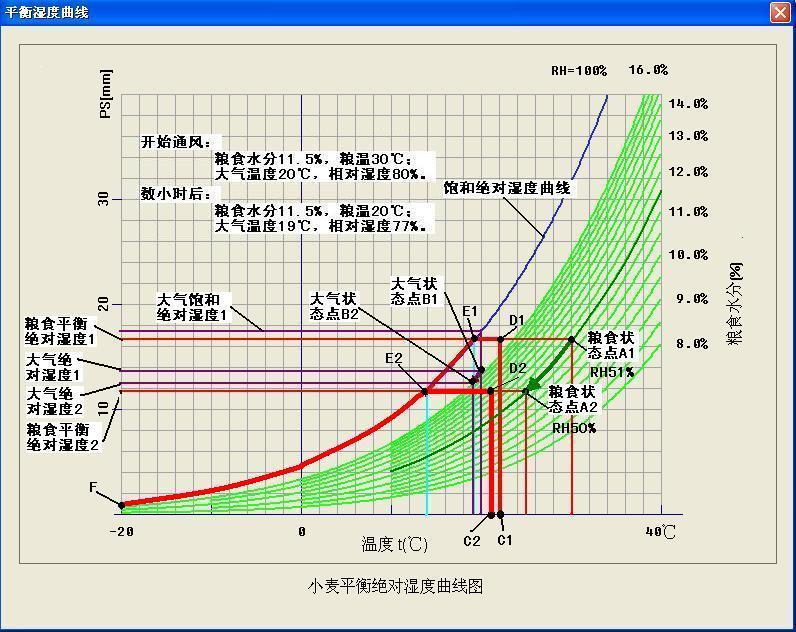 平衡湿度曲线
PS[mm]
RH=100%
16.0%
14.0%
13.0%
12.0%
11.0%
10.0%
9.0%
8.0%
粮食水分[%]
开始通风：
粮食水分11.5%，粮温30℃；
大气温度20℃，相对湿度80%。
数小时后：
粮食水分11.5%，粮温20℃；
大气温度19℃，相对湿度77%。
饱和绝对湿度曲线
30
20
10
大气饱和
绝对湿度1
大气状
态点B2
大气状
态点B1
E1
D1
粮食平衡
绝对湿度1
粮食状
态点A1
RH51%
E2
D2
大气绝
对湿度1
大气绝
对湿度2
粮食状
态点A2
RH50%
粮食平衡
绝对湿度2
F
-20
0
温度 t(℃)
C2
C1
40℃
小麦平衡绝对湿度曲线图